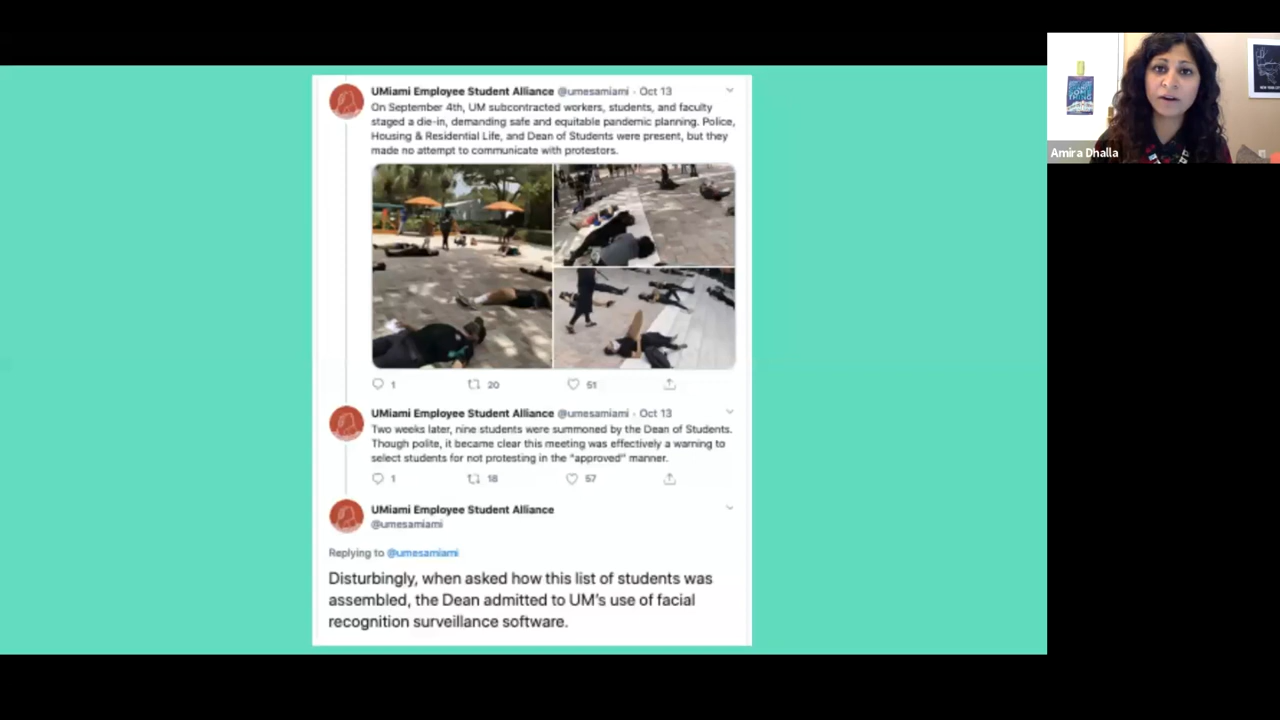 UMiami Employee Student Alliance @umesamiami · Oct 13
On September 4th, UM subcontracted workers, students, and faculty
staged a die-in, demanding safe and equitable pandemic planning. Police,
Housing & Residential Life, and Dean of Students were present, but they
made no attempt to communicate with protestors.
1 20 51
UMiami Employee Student Alliance @umesamiami · Oct 13
Two weeks later, nine students were summoned by the Dean of Students.
Though polite, it became clear this meeting was effectively a warning to
select students for not protesting in the "approved" manner.
1 18 57
UMiami Employee Student Alliance
@umesamiami
Replying to @umesamiami
Disturbingly, when asked how this list of students was
assembled, the Dean admitted to UM's use of facial
recognition surveillance software.
Amira Dhalla